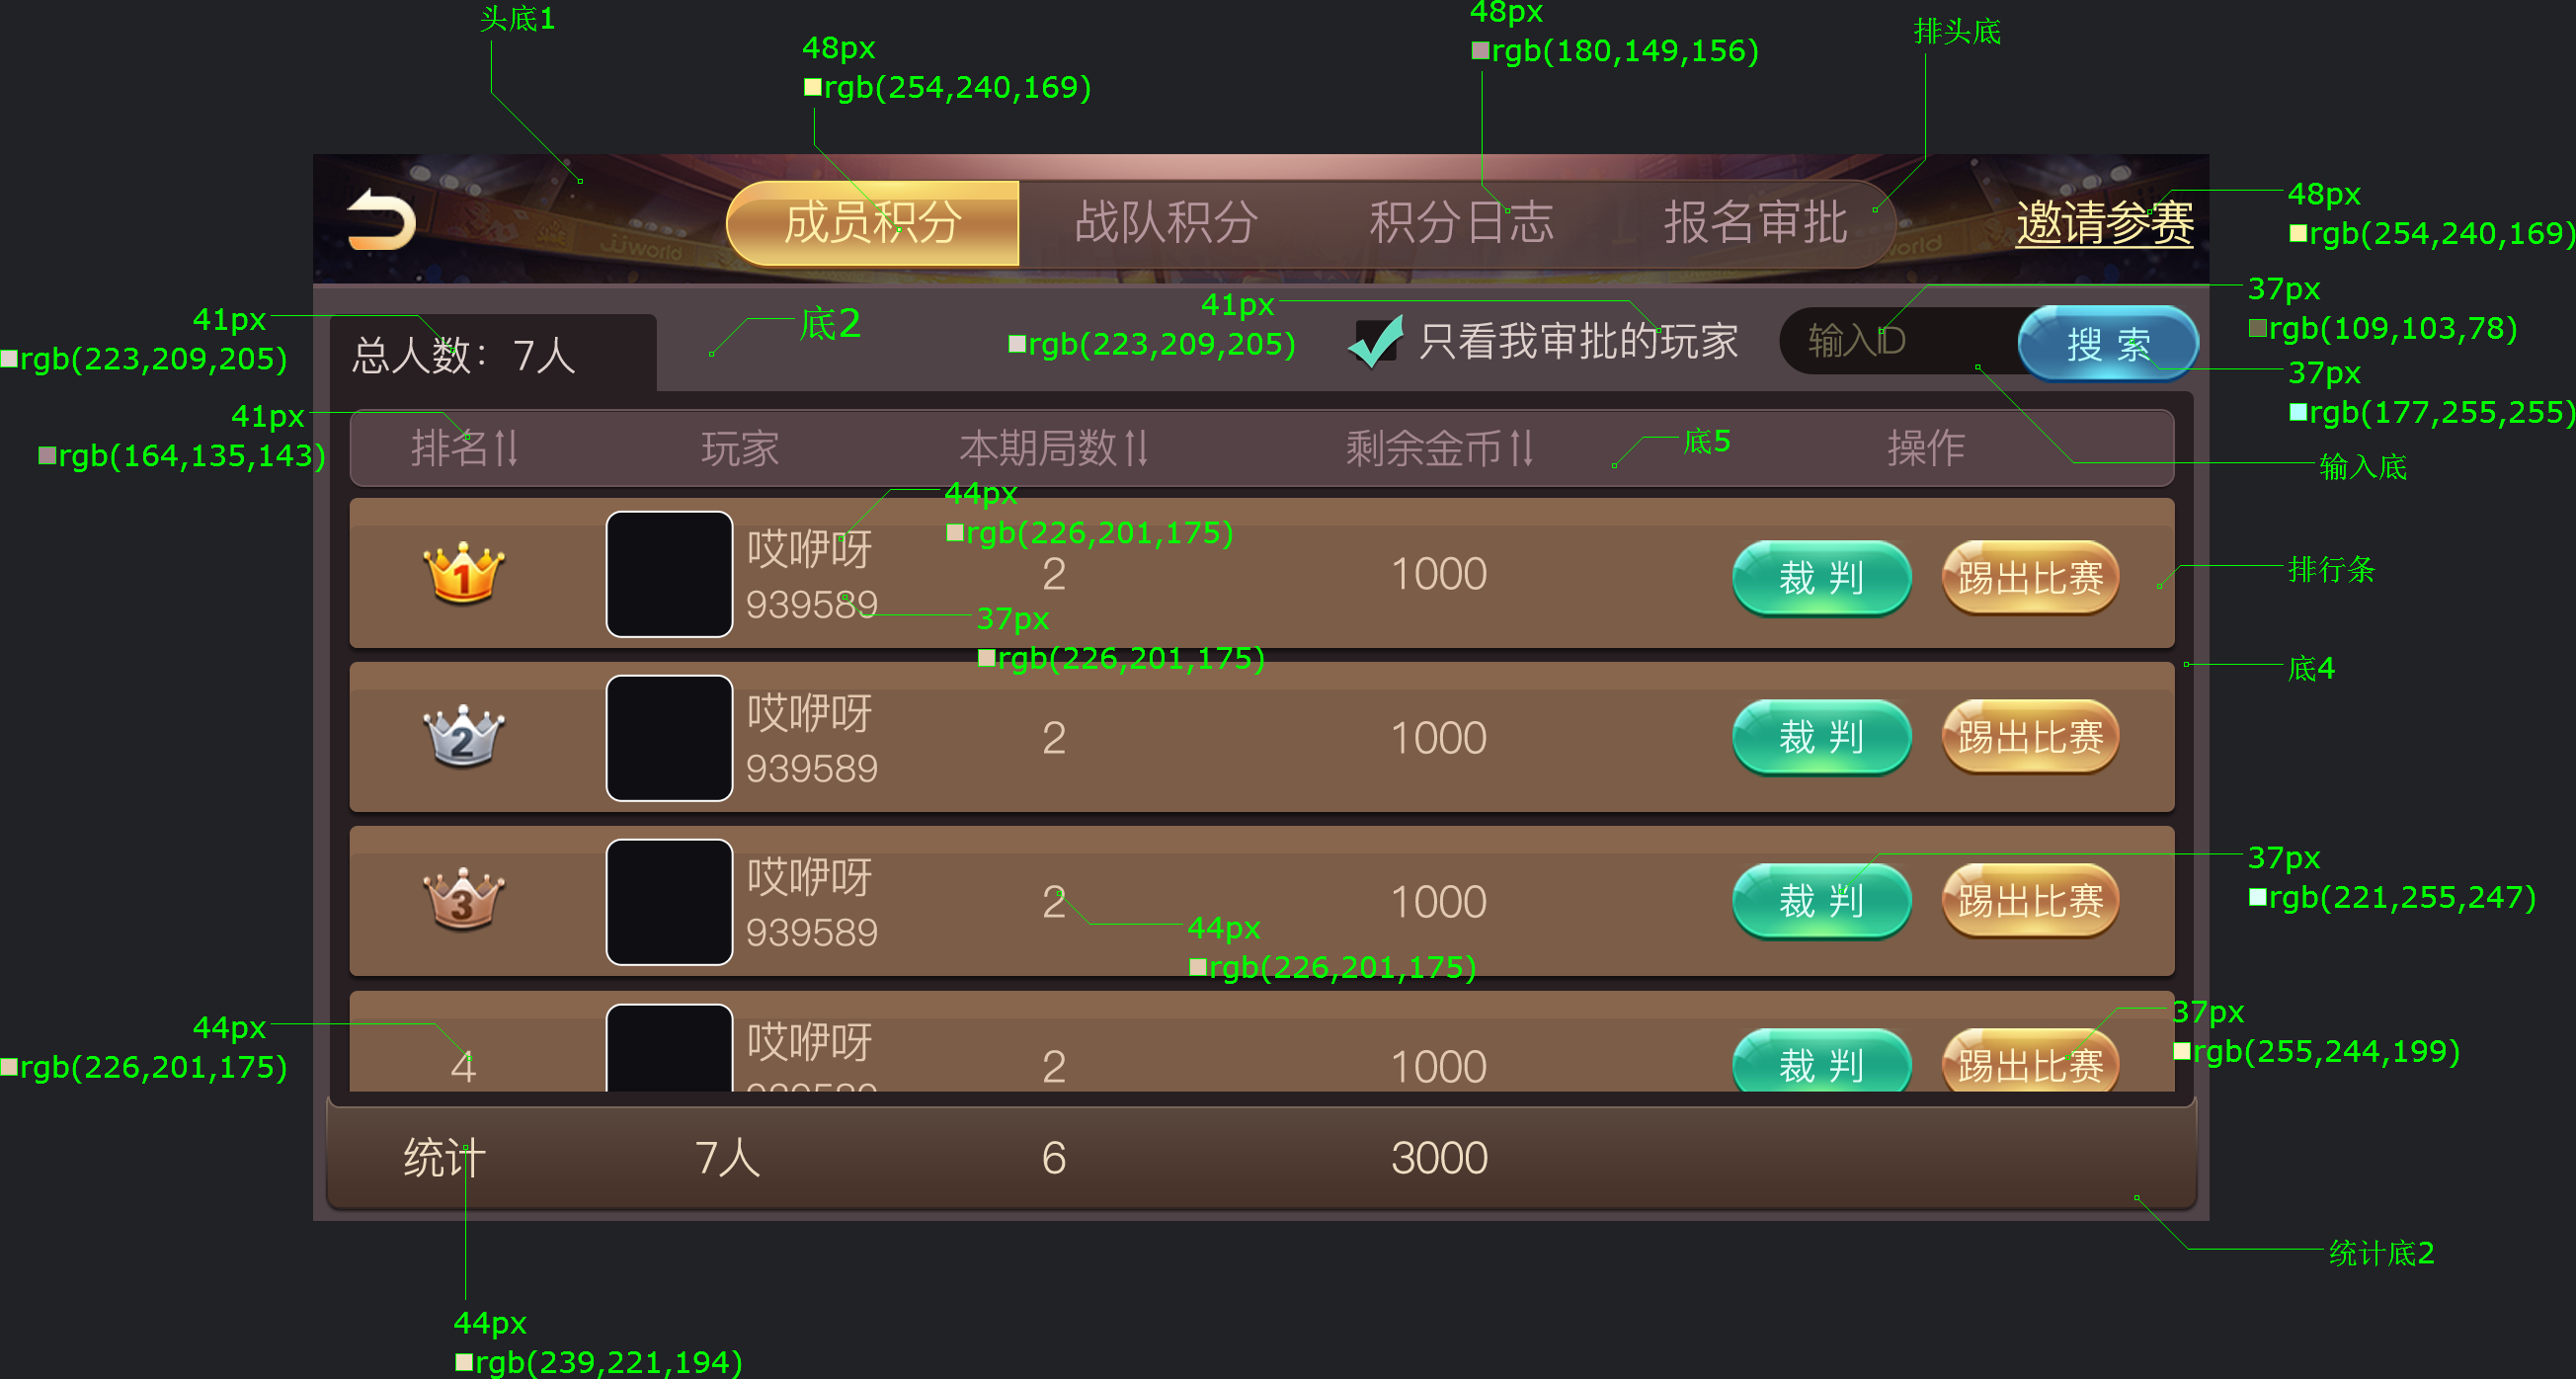 头底1
48px
rgb(254,240,169)
48px
rgb(180,149,156)
排头底
成员积分
战队积分
积分日志
报名审批
邀请参赛
48px
rgb(254,240,169)
JJworld
world
41px
rgb(223,209,205)
总人数：7人
底2
41px
rgb(223,209,205)
只看我审批的玩家
输入ID
搜 索
37px
rgb(109,103,78)
37px
rgb(177,255,255)
41px
rgb(164,135,143)
排名
玩家
本期局数
剩余金币
底5
操作
输入底
1
哎咿呀
939589
44px
rgb(226,201,175)
2
37px
rgb(226,201,175)
1000
裁 判
踢出比赛
排行条
底4
2
哎咿呀
939589
2
1000
裁 判
踢出比赛
3
哎咿呀
939589
2
44px
rgb(226,201,175)
1000
裁 判
踢出比赛
37px
rgb(221,255,247)
44px
rgb(226,201,175)
4
哎咿呀
939589
2
1000
裁 判
踢出比赛
37px
rgb(255,244,199)
统计
7人
6
3000
统计底2
44px
rgb(239,221,194)